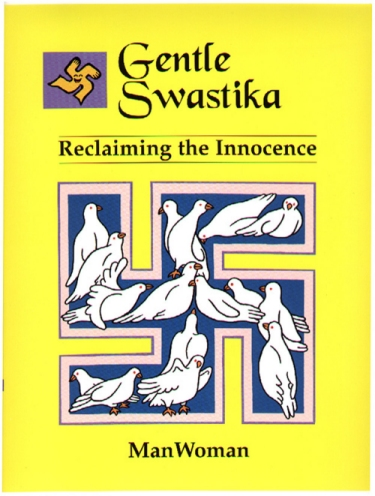 Gentle
Swastika
Reclaiming the Innocence
ManWoman